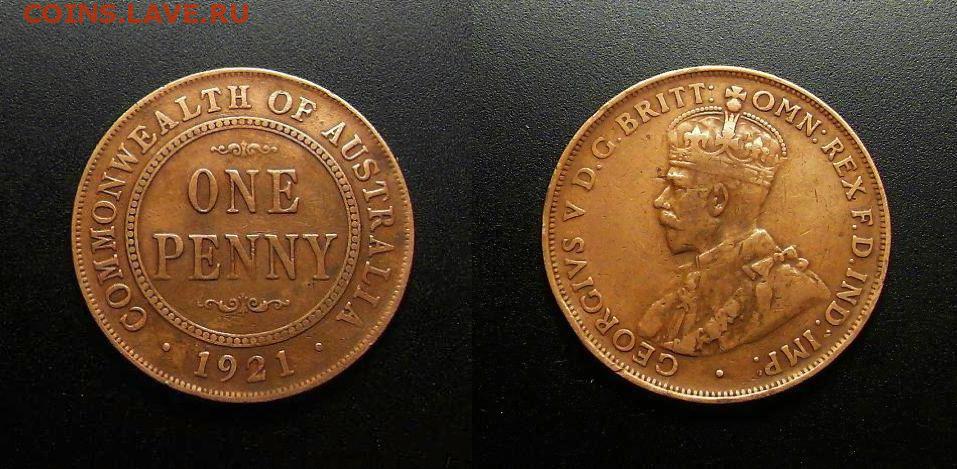 COINS.LAVE.RU
COMMONWEALTH OF AUSTRALIA
ONE
PENNY
1921
GEORGIVS V D.G. BRITT: OMN: REX F.D. IND: IMP: